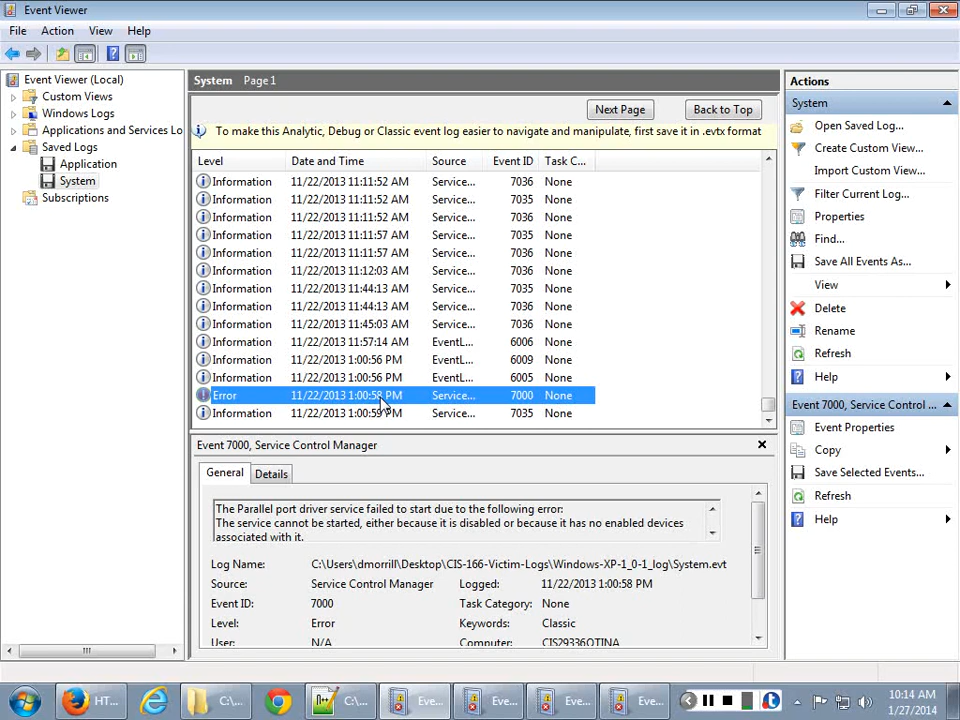 Event Viewer
File Action View Help
Event Viewer (Local)
Custom Views
Windows Logs
Applications and Services Lo
Saved Logs
Application
System
Subscriptions
System Page 1
Next Page Back to Top
To make this Analytic, Debug or Classic event log easier to navigate and manipulate, first save it in .evtx format
Level Date and Time Source Event ID Task C...
Information 11/22/2013 11:11:52 AM Service... 7036 None
Information 11/22/2013 11:11:52 AM Service... 7035 None
Information 11/22/2013 11:11:52 AM Service... 7036 None
Information 11/22/2013 11:11:57 AM Service... 7035 None
Information 11/22/2013 11:11:57 AM Service... 7036 None
Information 11/22/2013 11:12:03 AM Service... 7036 None
Information 11/22/2013 11:44:13 AM Service... 7035 None
Information 11/22/2013 11:44:13 AM Service... 7036 None
Information 11/22/2013 11:45:03 AM Service... 7036 None
Information 11/22/2013 11:57:14 AM EventL... 6006 None
Information 11/22/2013 1:00:56 PM EventL... 6009 None
Information 11/22/2013 1:00:56 PM EventL... 6005 None
Error 11/22/2013 1:00:58 PM Service... 7000 None
Information 11/22/2013 1:00:59 PM Service... 7035 None
Event 7000, Service Control Manager
General Details
The Parallel port driver service failed to start due to the following error:
The service cannot be started, either because it is disabled or because it has no enabled devices
associated with it.
Log Name: C:\Users\dmorrill\Desktop\CIS-166-Victim-Logs\Windows-XP-1_0-1_log\System.evt
Source: Service Control Manager Logged: 11/22/2013 1:00:58 PM
Event ID: 7000 Task Category: None
Level: Error Keywords: Classic
User: N/A Computer: CIS29336QTINA
Actions
System
Open Saved Log...
Create Custom View...
Import Custom View...
Filter Current Log...
Properties
Find...
Save All Events As...
View
Delete
Rename
Refresh
Help
Event 7000, Service Control ...
Event Properties
Copy
Save Selected Events...
Refresh
Help
HT... C:\... C:\... Eve... Eve... Eve... Eve...
10:14 AM
1/27/2014